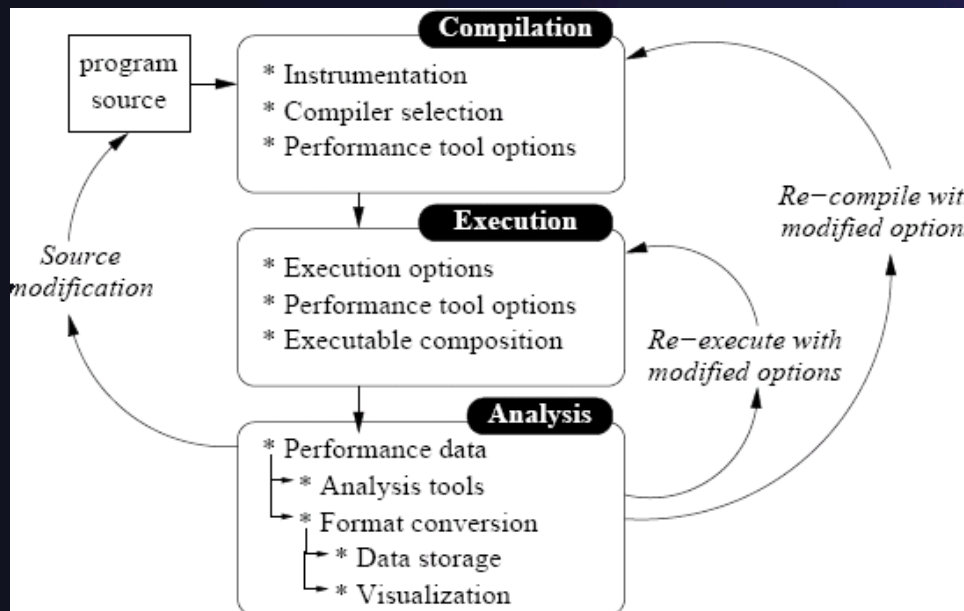 Compilation
program
source
* Instrumentation
* Compiler selection
* Performance tool options
Execution
* Execution options
* Performance tool options
* Executable composition
Analysis
* Performance data
* Analysis tools
* Format conversion
* Data storage
* Visualization
Source
modification
Re-execute with
modified options
Re-compile with
modified option